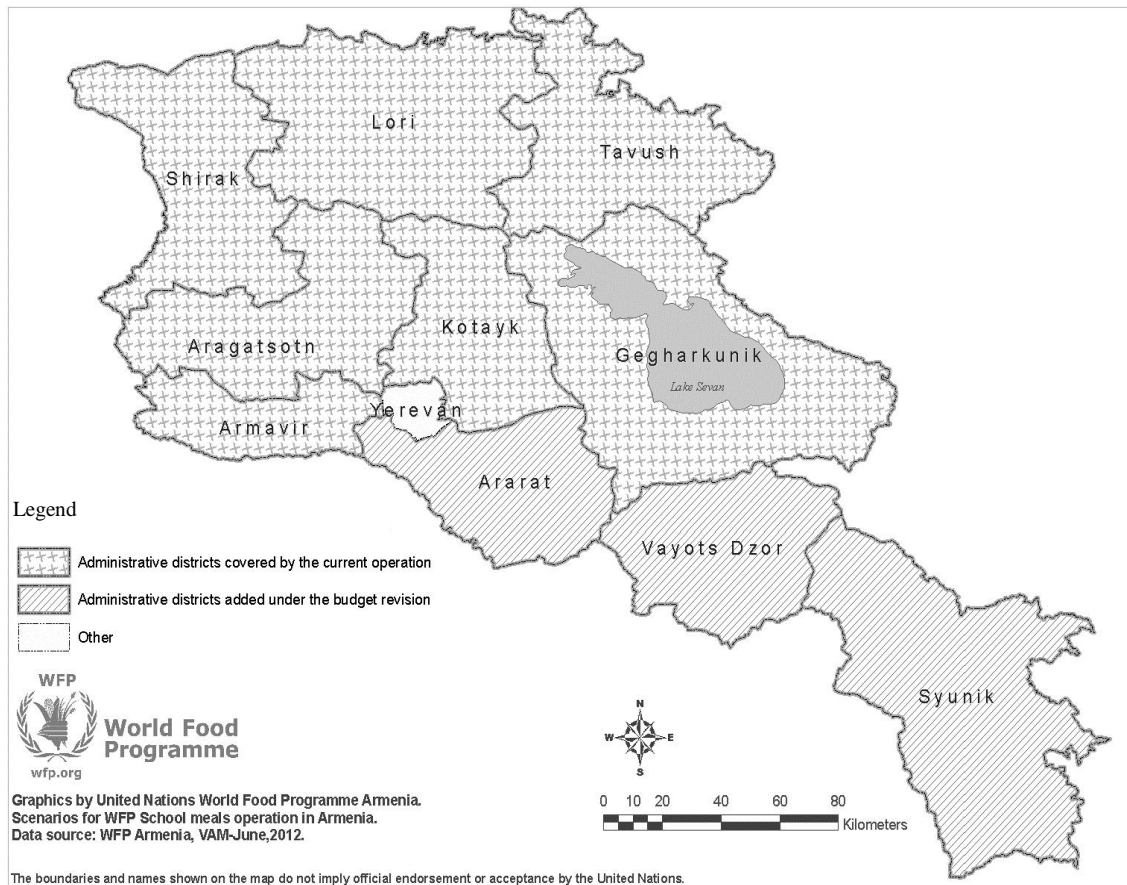 Lori
Tavush
Shirak
Kotayk
Aragatsotn
Gegharkunik
Lake Sevan
Yerevan
Armavir
Ararat
Legend
Vayots Dzor
Administrative districts covered by the current operation
Administrative districts added under the budget revision
Other
Syunik
WFP
World Food
Programme
wfp.org
N
W E
S
Graphics by United Nations World Food Programme Armenia.
Scenarios for WFP School meals operation in Armenia.
Data source: WFP Armenia, VAM-June,2012.
0 10 20 40 60 80
Kilometers
The boundaries and names shown on the map do not imply official endorsement or acceptance by the United Nations.